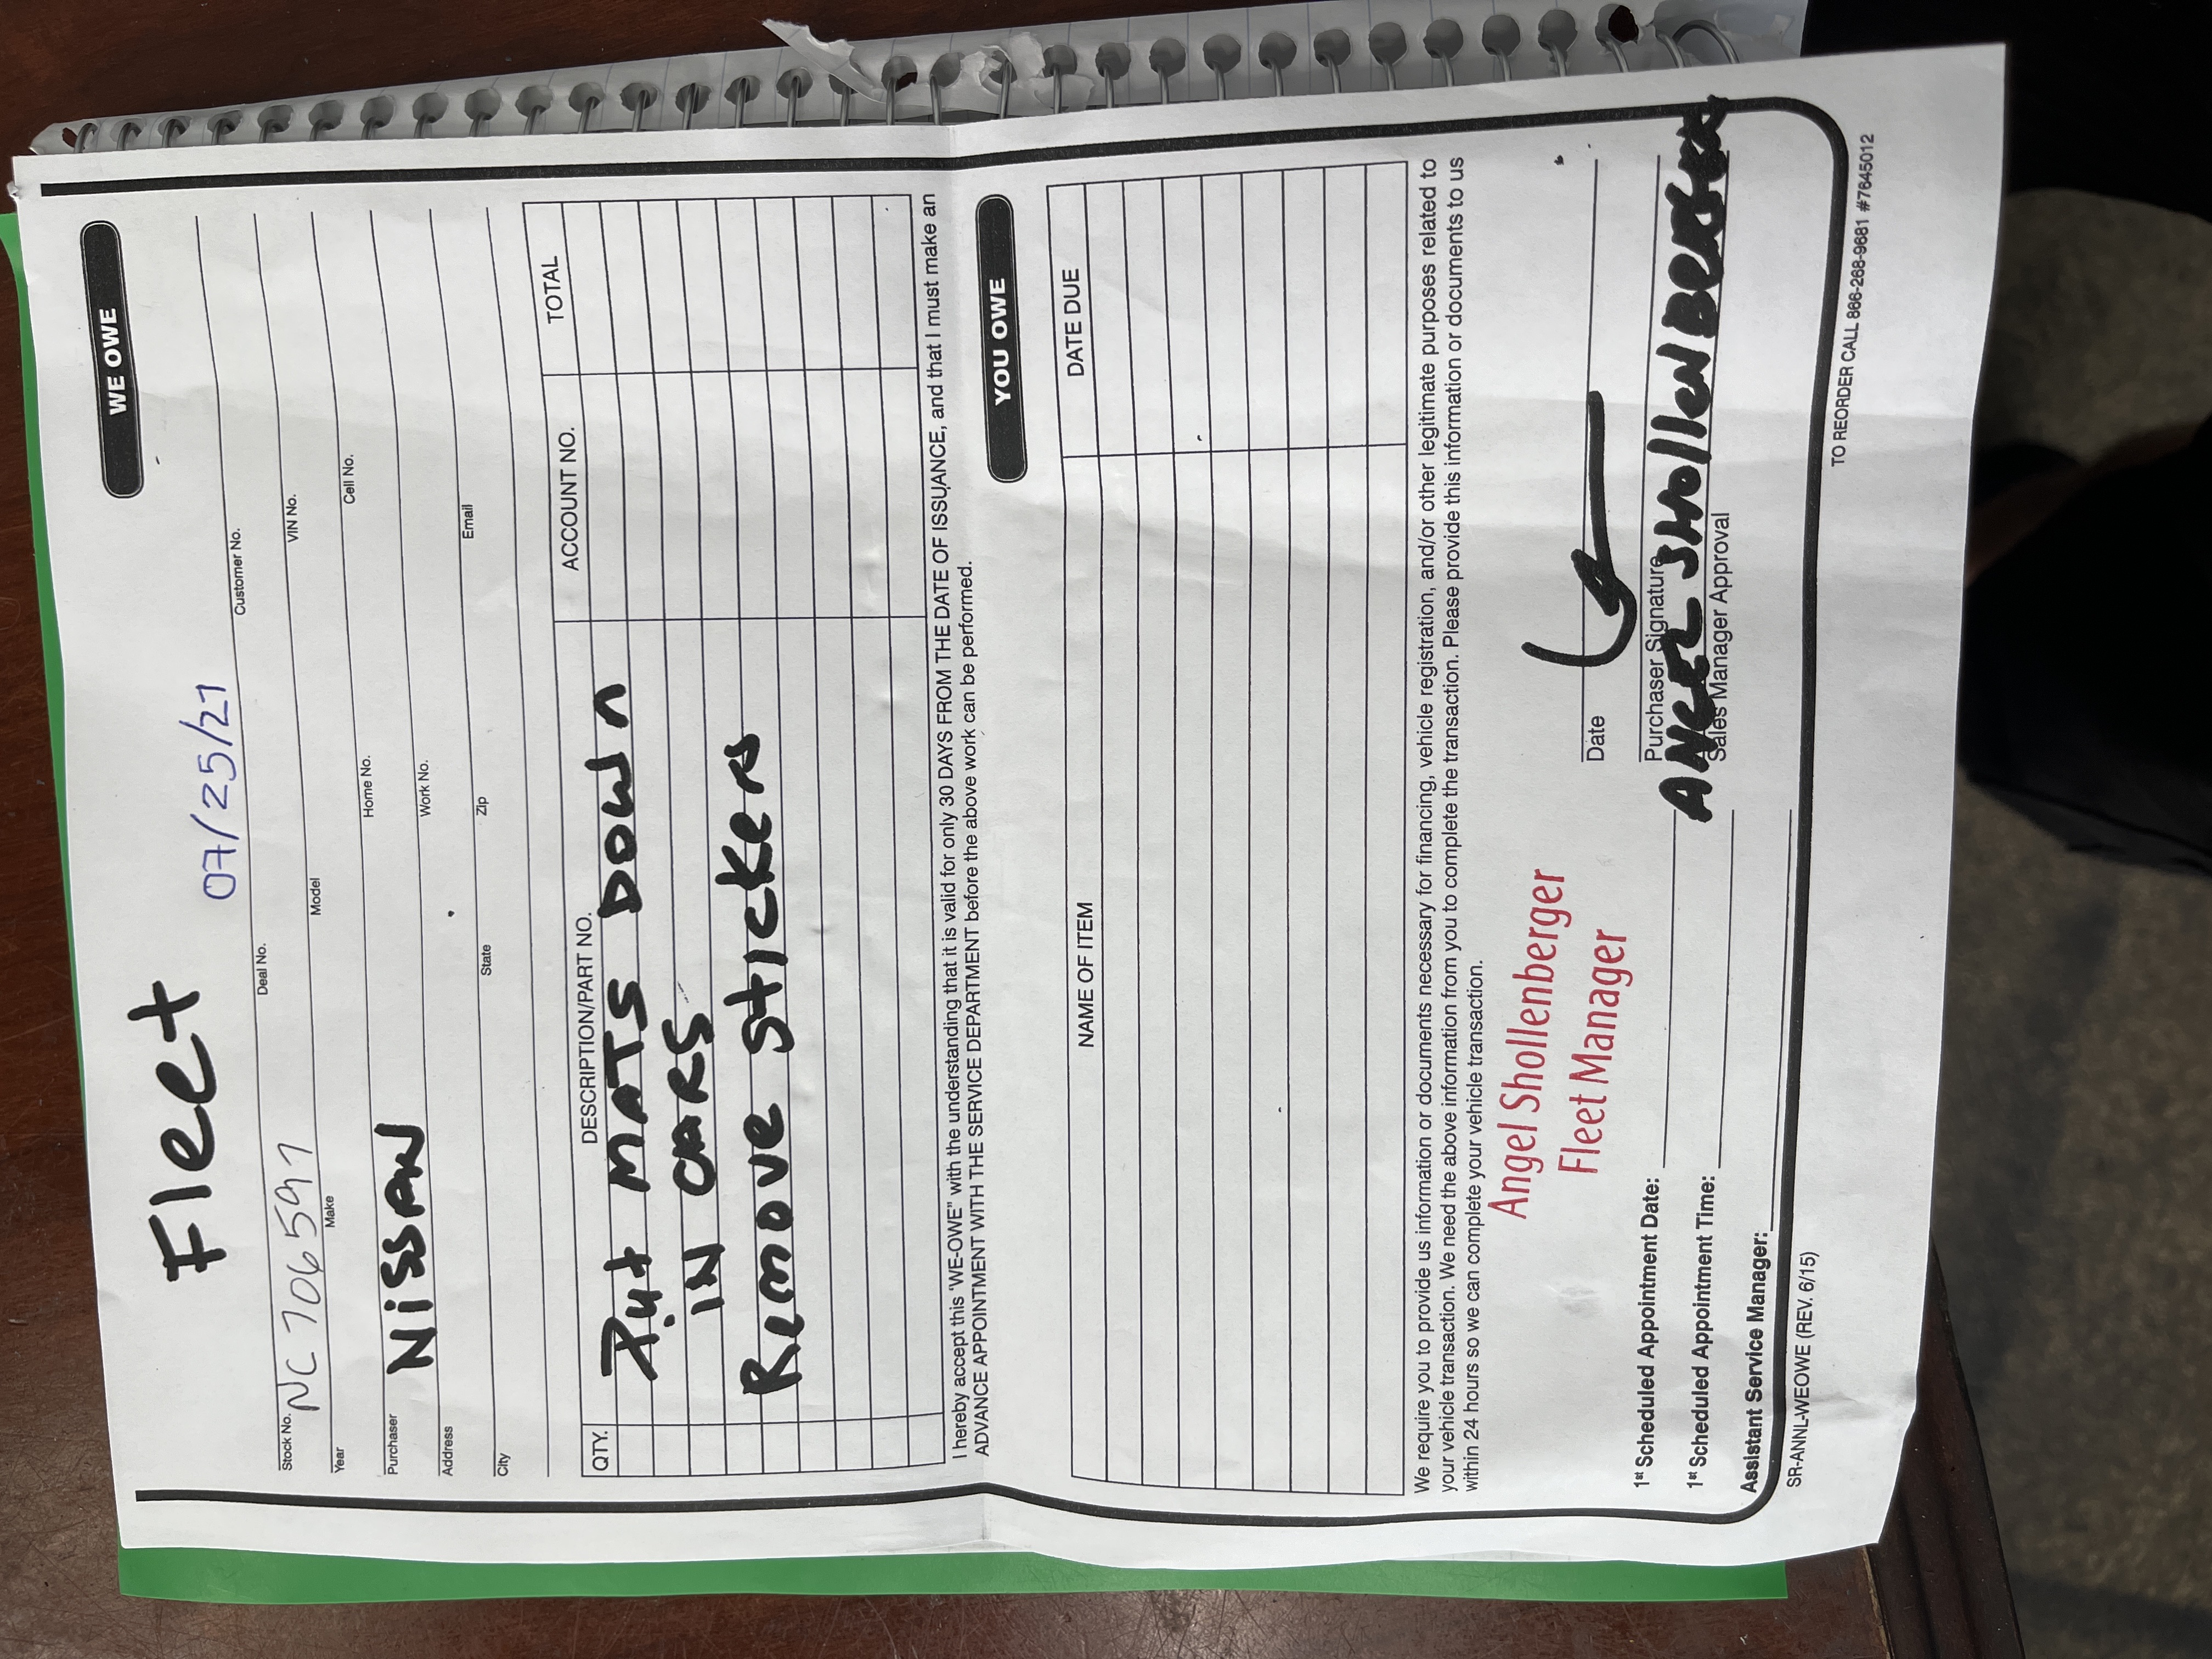 WE OWE
Fleet
07/25/21
Deal No. Customer No.
NC 706597
Stock No.
Year Make Model VIN No.
Nissan
Purchaser Home No. Cell No.
Address Work No.
City State Zip Email
QTY. DESCRIPTION/PART NO. ACCOUNT NO. TOTAL
Put MATS DOWN
IN CARS
Remove Stickers
I hereby accept this "WE-OWE" with the understanding that it is valid for only 30 DAYS FROM THE DATE OF ISSUANCE, and that I must make an
ADVANCE APPOINTMENT WITH THE SERVICE DEPARTMENT before the above work can be performed.
YOU OWE
NAME OF ITEM DATE DUE
We require you to provide us information or documents necessary for financing, vehicle registration, and/or other legitimate purposes related to
your vehicle transaction. We need the above information from you to complete the transaction. Please provide this information or documents to us
within 24 hours so we can complete your vehicle transaction.
Angel Shollenberger
Fleet Manager
Date
1st Scheduled Appointment Date:
Purchaser Signature
ANGEL SHollenBERGER
1st Scheduled Appointment Time:
Sales Manager Approval
Assistant Service Manager:
SR-ANNL-WEOWE (REV. 6/15)
TO REORDER CALL 866-268-9681 #7645012